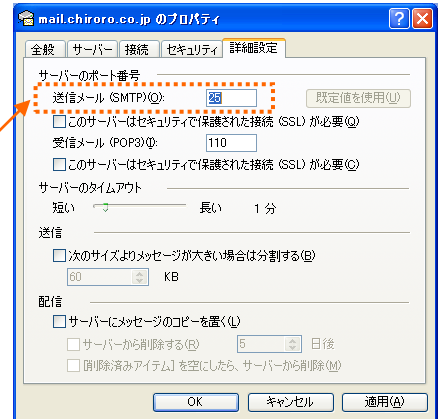 mail.chiroro.co.jp のプロパティ
全般 サーバー 接続 セキュリティ 詳細設定
サーバーのポート番号
送信メール (SMTP)(O): 25 既定値を使用(U)
このサーバーはセキュリティで保護された接続 (SSL) が必要(Q)
受信メール (POP3)(I): 110
このサーバーはセキュリティで保護された接続 (SSL) が必要(C)
サーバーのタイムアウト
短い 長い 1 分
送信
次のサイズよりメッセージが大きい場合は分割する(B)
60 KB
配信
サーバーにメッセージのコピーを置く(L)
サーバーから削除する(R) 5 日後
[削除済みアイテム] を空にしたら、サーバーから削除(M)
OK キャンセル 適用(A)